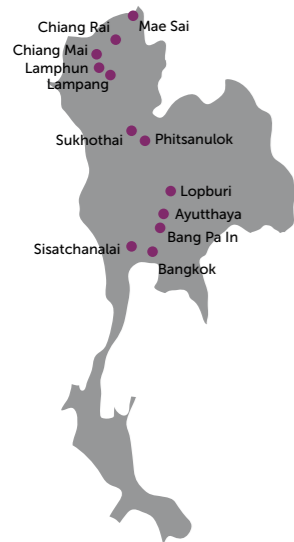 Mae Sai
Chiang Rai
Chiang Mai
Lamphun
Lampang
Sukhothai
Phitsanulok
Lopburi
Ayutthaya
Bang Pa In
Sisatchanalai
Bangkok